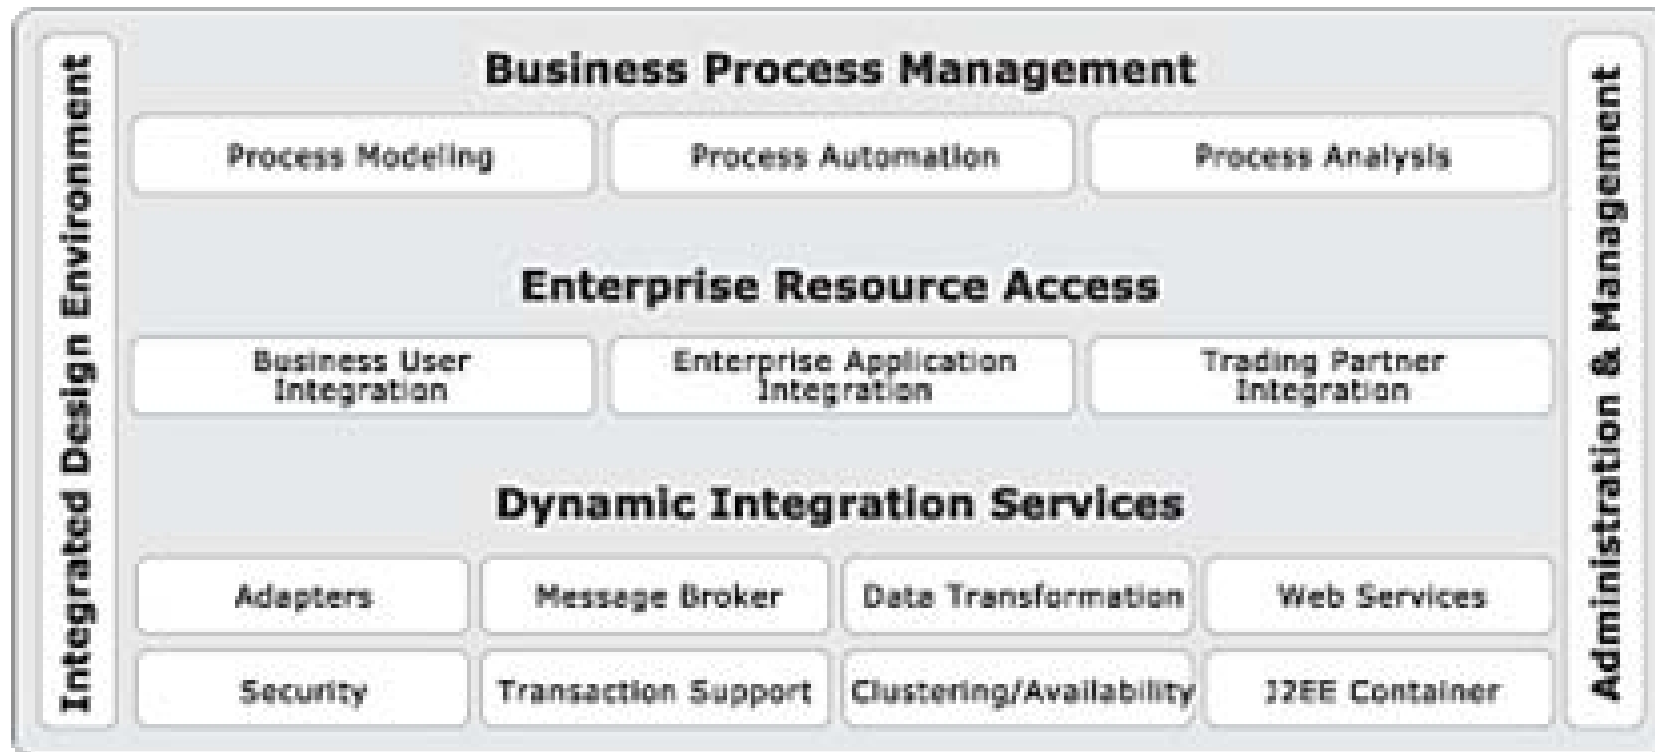 Integrated Design Environment
Business Process Management
Process Modeling
Process Automation
Process Analysis
Enterprise Resource Access
Business User
Integration
Enterprise Application
Integration
Trading Partner
Integration
Dynamic Integration Services
Adapters
Message Broker
Data Transformation
Web Services
Security
Transaction Support
Clustering/Availability
J2EE Container
Administration & Management